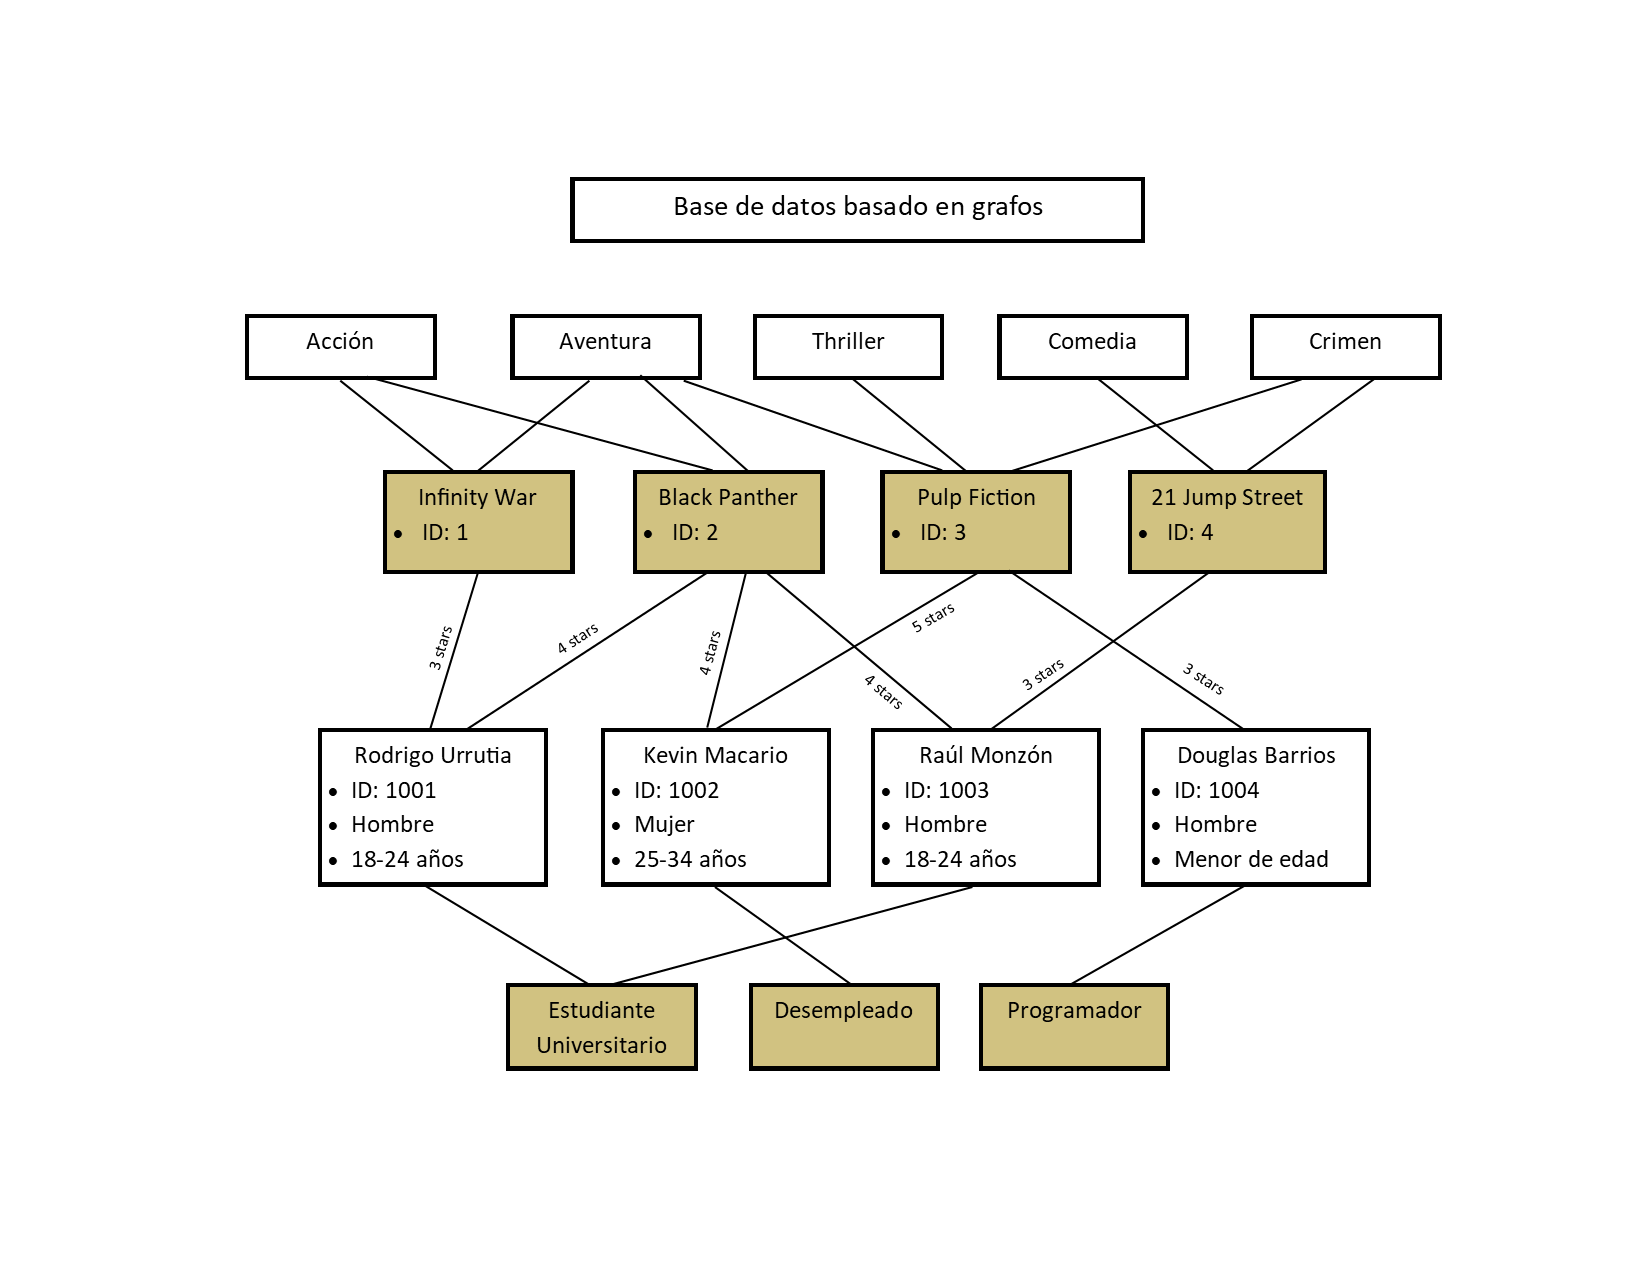 Base de datos basado en grafos
Acción
Aventura
Thriller
Comedia
Crimen
Infinity War
• ID: 1
Black Panther
• ID: 2
Pulp Fiction
• ID: 3
21 Jump Street
• ID: 4
3 stars
4 stars
4 stars
5 stars
4 stars
3 stars
3 stars
Rodrigo Urrutia
• ID: 1001
• Hombre
• 18-24 años
Kevin Macario
• ID: 1002
• Mujer
• 25-34 años
Raúl Monzón
• ID: 1003
• Hombre
• 18-24 años
Douglas Barrios
• ID: 1004
• Hombre
• Menor de edad
Estudiante
Universitario
Desempleado
Programador